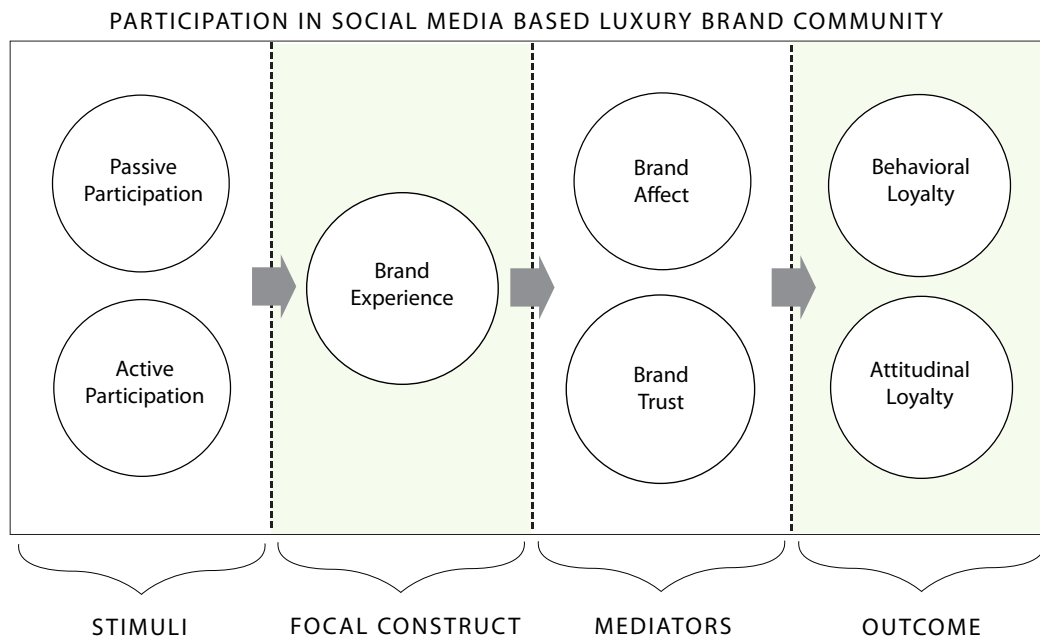 PARTICIPATION IN SOCIAL MEDIA BASED LUXURY BRAND COMMUNITY
Passive
Participation
Active
Participation
Brand
Experience
Brand
Affect
Brand
Trust
Behavioral
Loyalty
Attitudinal
Loyalty
STIMULI
FOCAL CONSTRUCT
MEDIATORS
OUTCOME